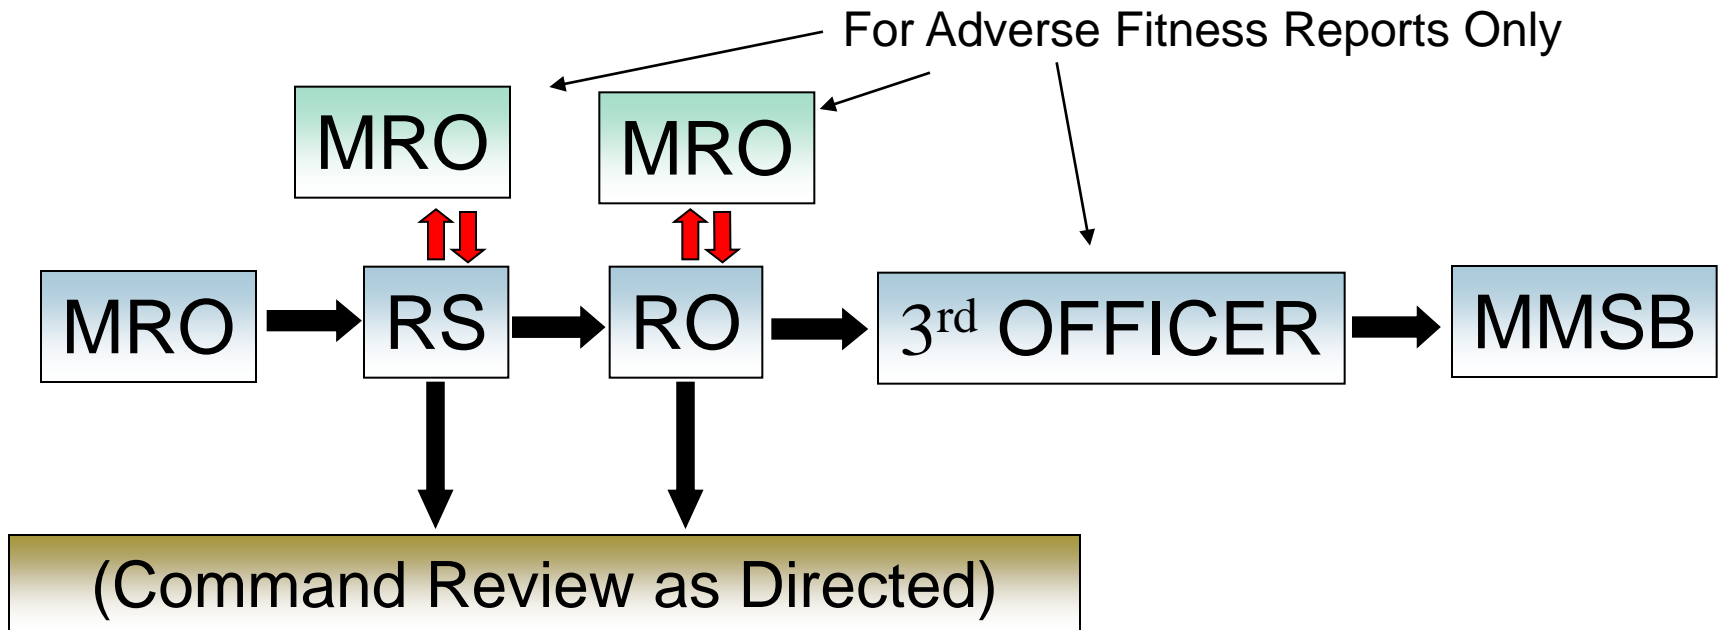 For Adverse Fitness Reports Only
MRO
MRO
MRO
RS
RO
3rd OFFICER
MMSB
(Command Review as Directed)